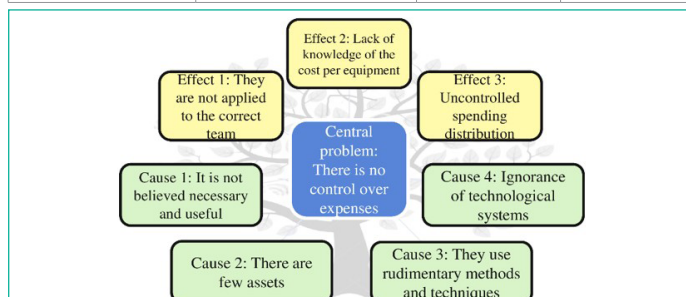 Effect 2: Lack of
knowledge of the
cost per equipment
Effect 1: They
are not applied
to the correct
team
Effect 3:
Uncontrolled
spending
distribution
Central
problem:
There is no
control over
expenses
Cause 1: It is not
believed necessary
and useful
Cause 4: Ignorance
of technological
systems
Cause 2: There are
few assets
Cause 3: They use
rudimentary methods
and techniques